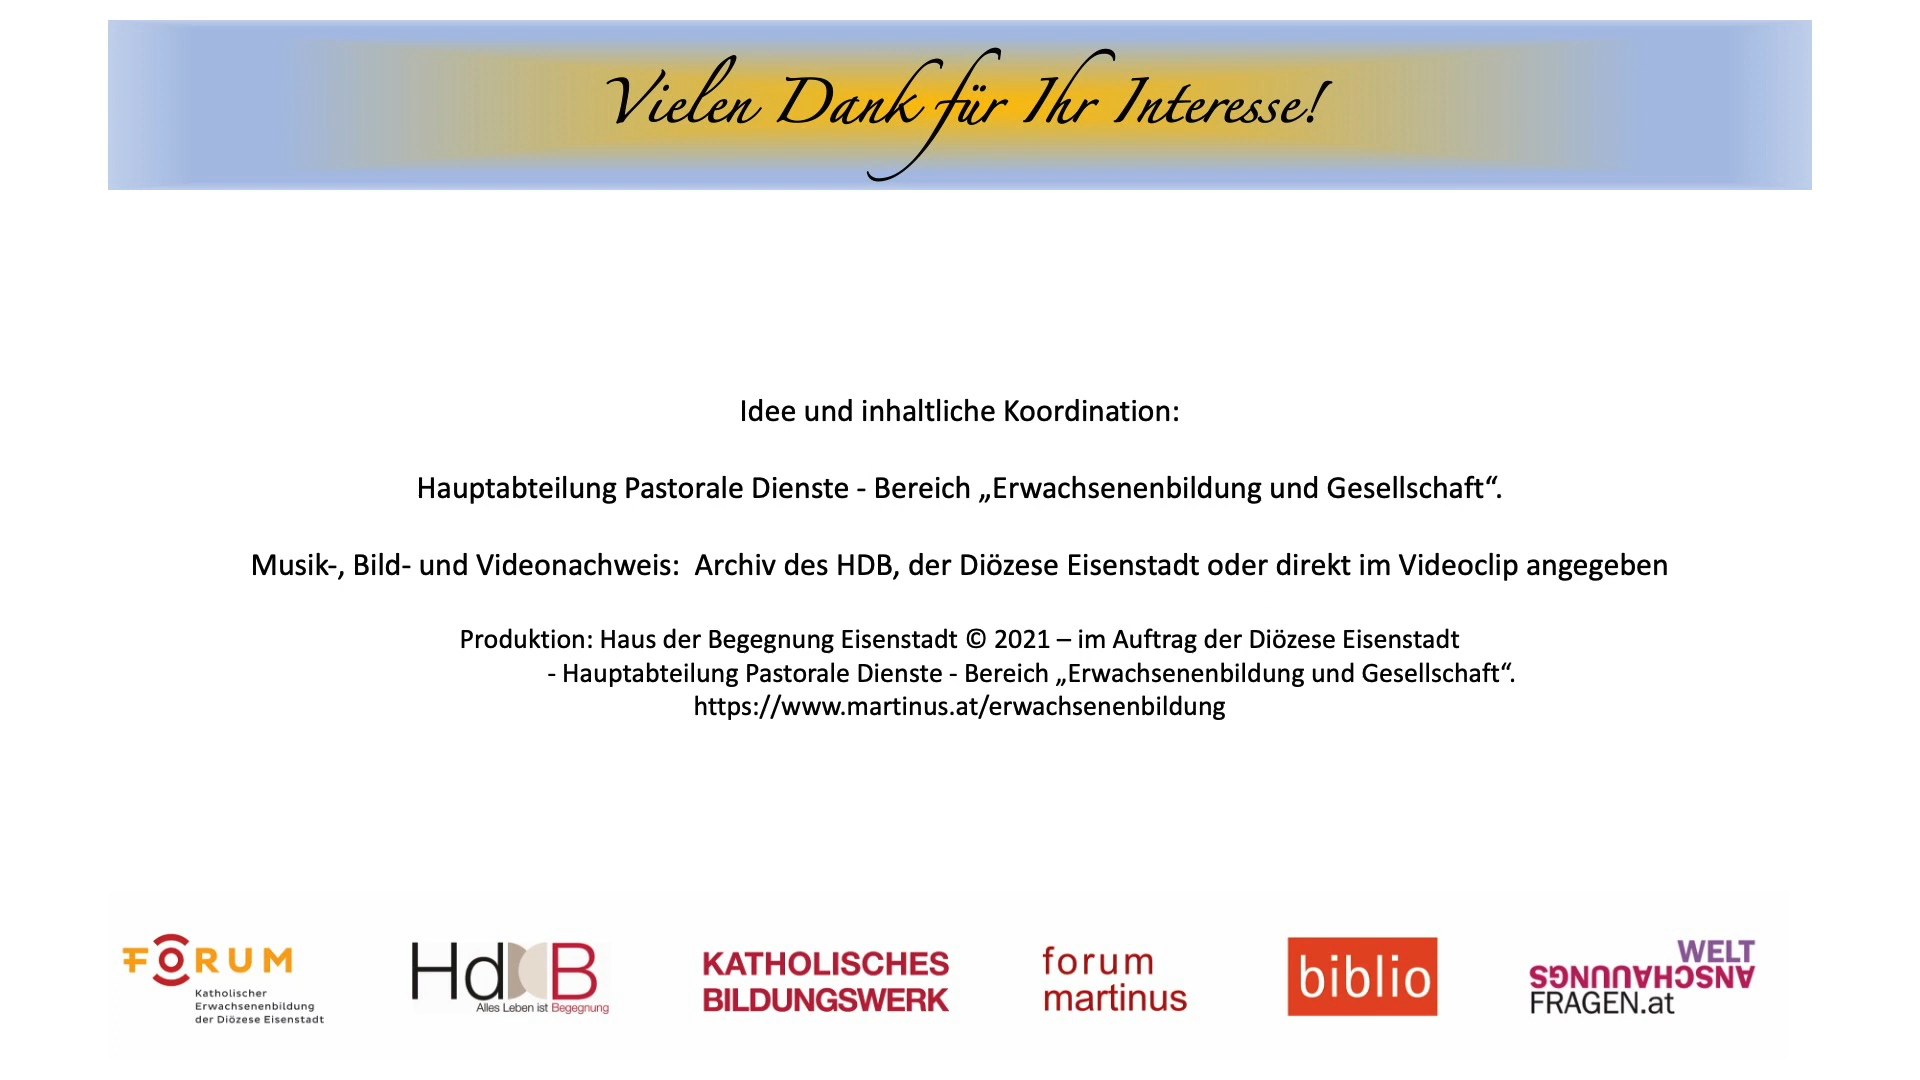 Vielen Dank für Ihr Interesse!
Idee und inhaltliche Koordination:
Hauptabteilung Pastorale Dienste - Bereich „Erwachsenenbildung und Gesellschaft“.
Musik-, Bild- und Videonachweis:  Archiv des HDB, der Diözese Eisenstadt oder direkt im Videoclip angegeben
Produktion: Haus der Begegnung Eisenstadt © 2021 – im Auftrag der Diözese Eisenstadt
- Hauptabteilung Pastorale Dienste - Bereich „Erwachsenenbildung und Gesellschaft“.
https://www.martinus.at/erwachsenenbildung
FORUM
Katholischer
Erwachsenenbildung
der Diözese Eisenstadt
HdB
Alles Leben ist Begegnung
KATHOLISCHES
BILDUNGSWERK
forum
martinus
biblio
WELT
ANSCHAUUNGS
FRAGEN.at